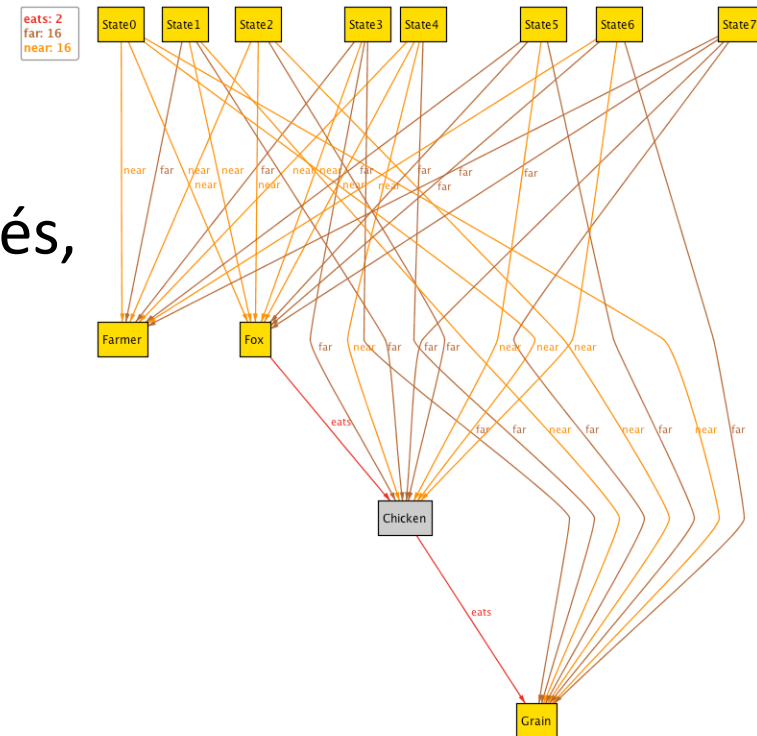 eats: 2
far: 16
near: 16
State0 State1 State2 State3 State4 State5 State6 State7
near far near near far near near far far far
near near near near far far
és,
Farmer Fox
far near far far far near near near
eats
far far near far near far near far
Chicken
eats
Grain